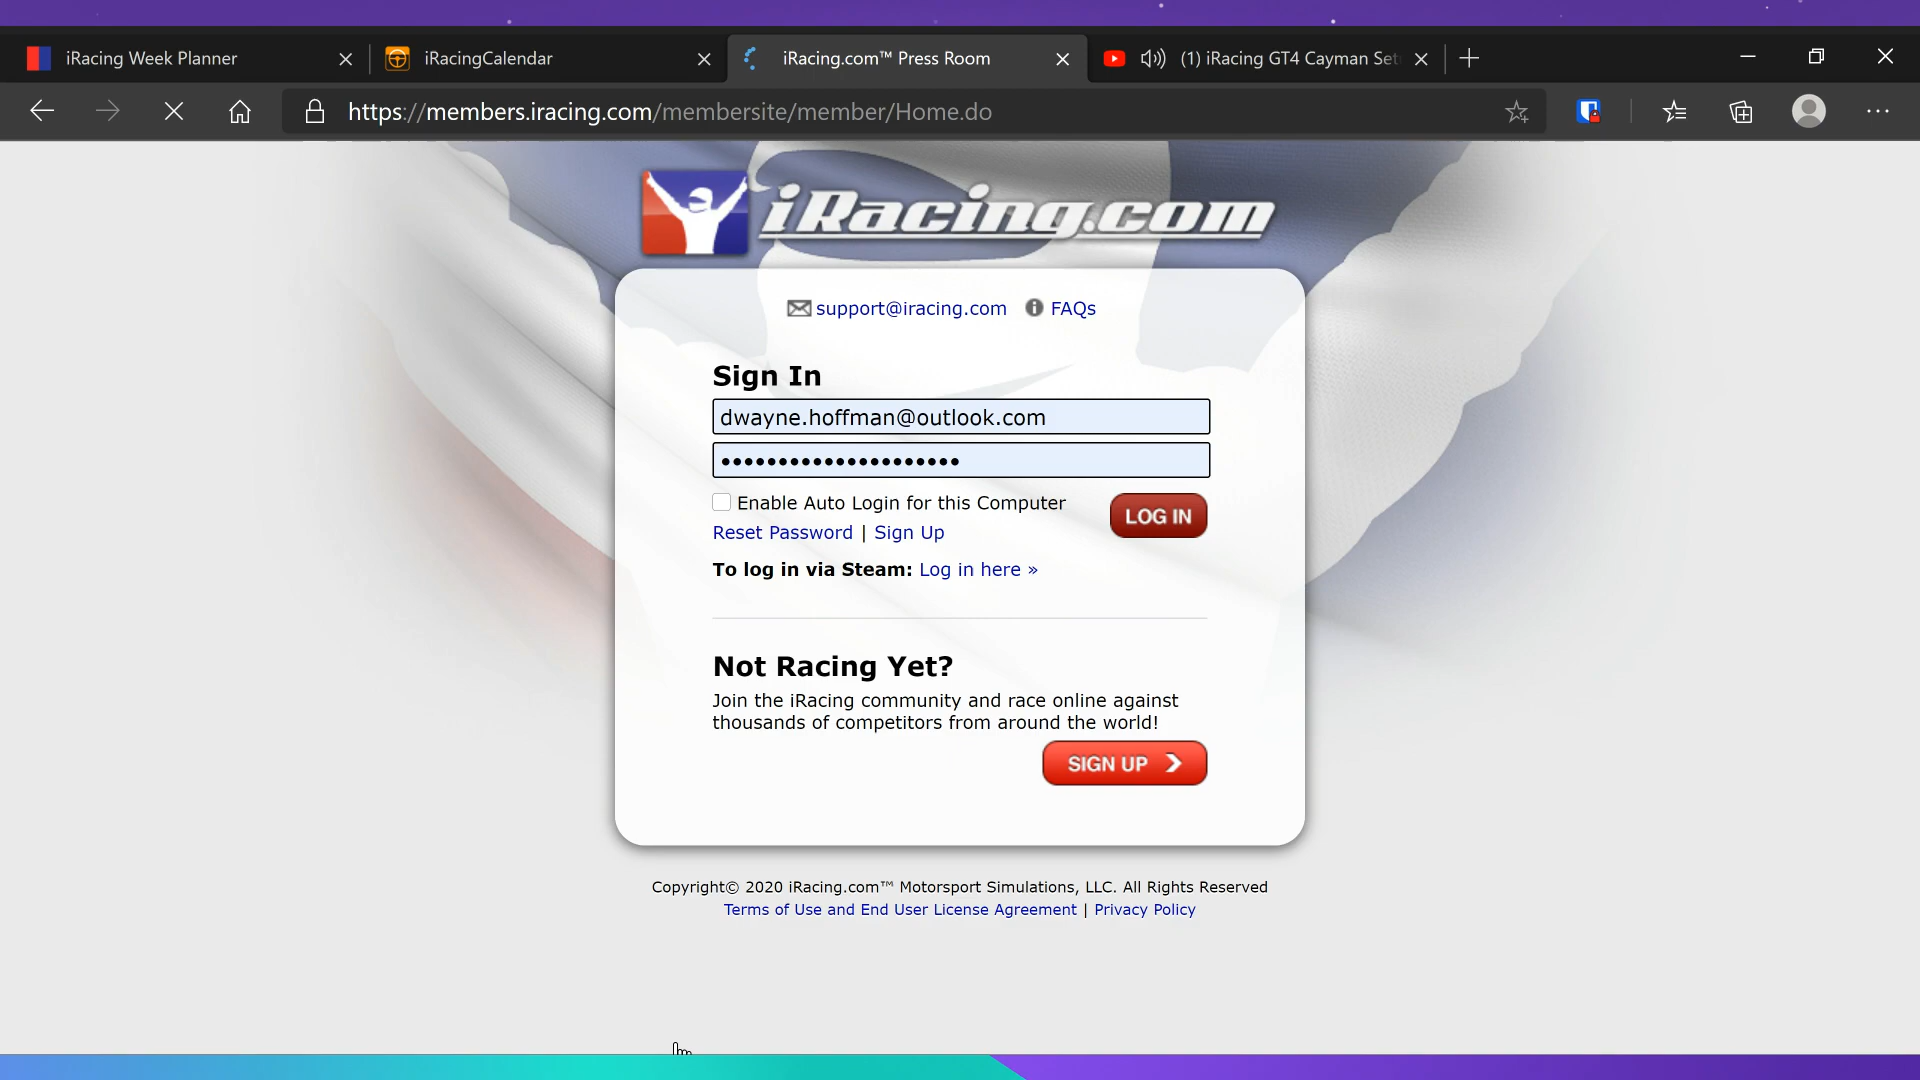 iRacing Week Planner
iRacingCalendar
iRacing.com™ Press Room
(1) iRacing GT4 Cayman Set
https://members.iracing.com/membersite/member/Home.do
iRacing.com
support@iracing.com
FAQs
Sign In
dwayne.hoffman@outlook.com
•••••••••••••••••••••
Enable Auto Login for this Computer
LOG IN
Reset Password | Sign Up
To log in via Steam: Log in here »
Not Racing Yet?
Join the iRacing community and race online against
thousands of competitors from around the world!
SIGN UP
Copyright© 2020 iRacing.com™ Motorsport Simulations, LLC. All Rights Reserved
Terms of Use and End User License Agreement | Privacy Policy